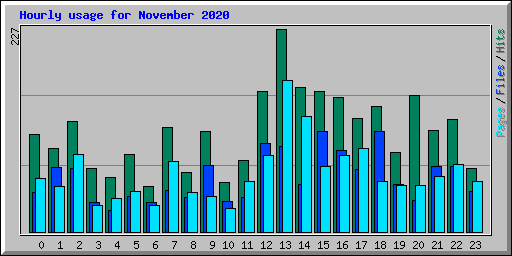 Hourly usage for November 2020
227
Pages / Files / Hits
0 1 2 3 4 5 6 7 8 9 10 11 12 13 14 15 16 17 18 19 20 21 22 23